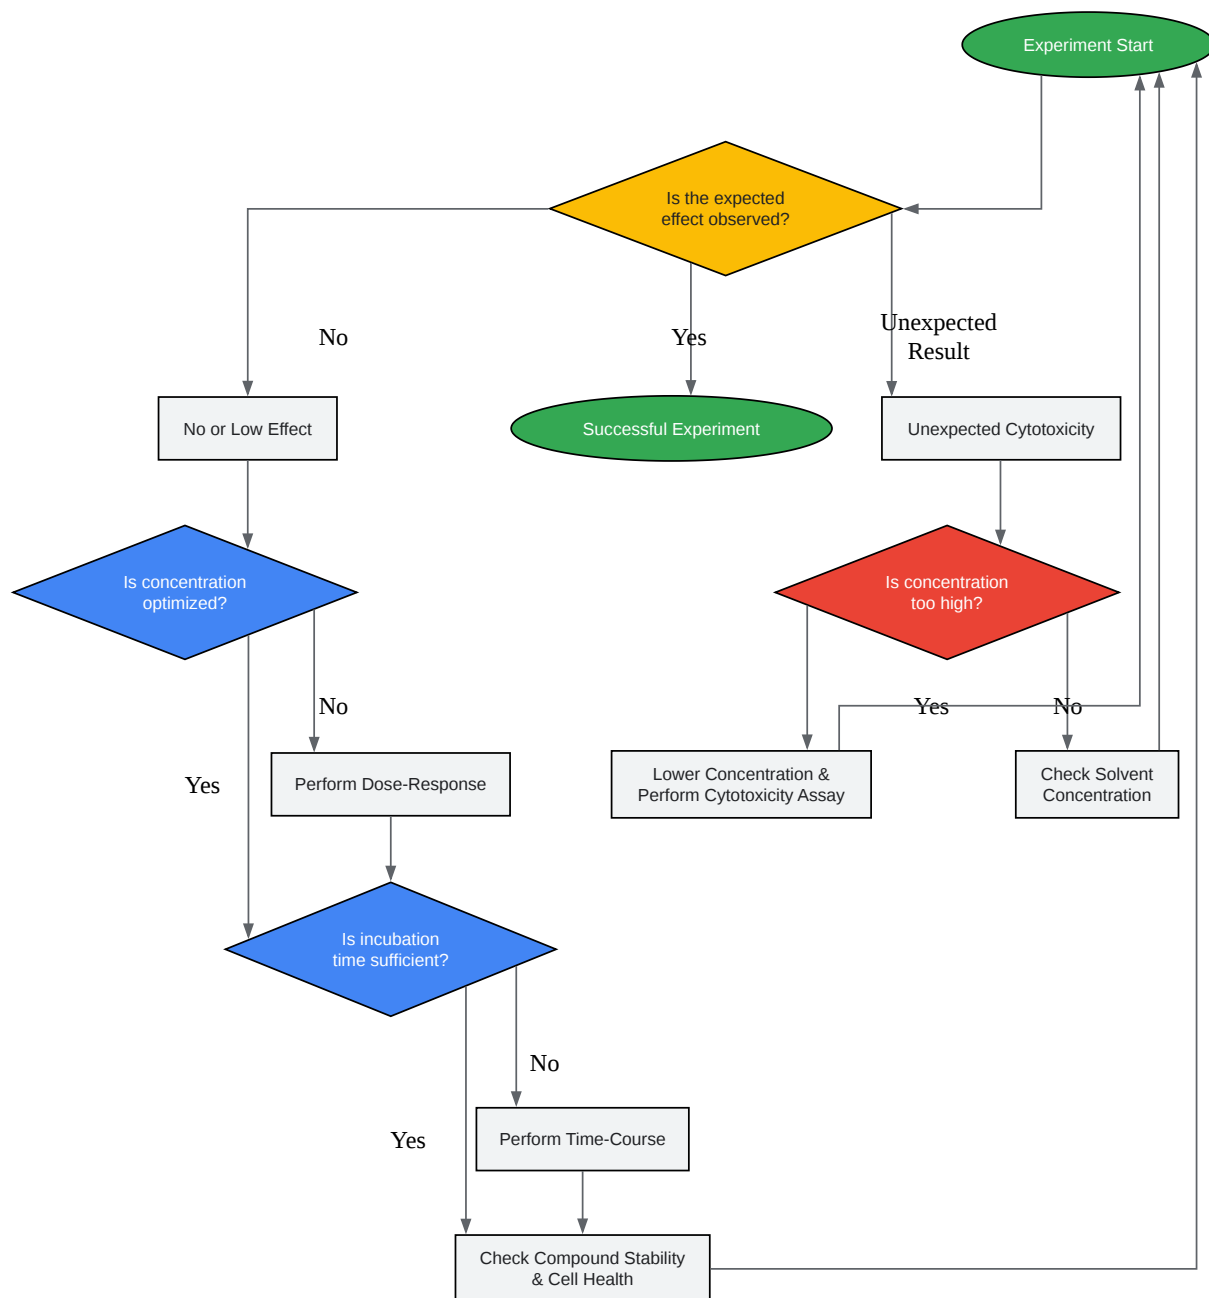 Experiment Start
Is the expected
effect observed?
No
Yes
Unexpected
Result
No or Low Effect
Successful Experiment
Unexpected Cytotoxicity
Is concentration
optimized?
Is concentration
too high?
No
Yes
No
Yes
Perform Dose-Response
Lower Concentration &
Perform Cytotoxicity Assay
Check Solvent
Concentration
Is incubation
time sufficient?
No
Yes
Perform Time-Course
Check Compound Stability
& Cell Health